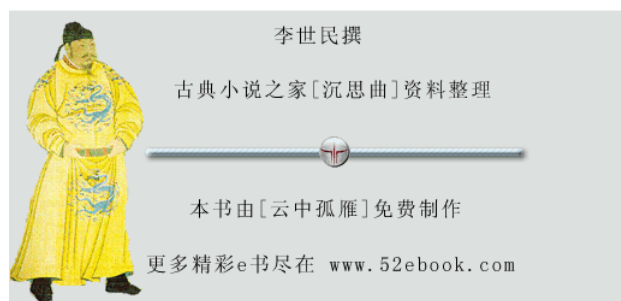 李世民撰
古典小说之家[沉思曲]资料整理
本书由[云中孤雁]免费制作
更多精彩e书尽在 www.52ebook.com